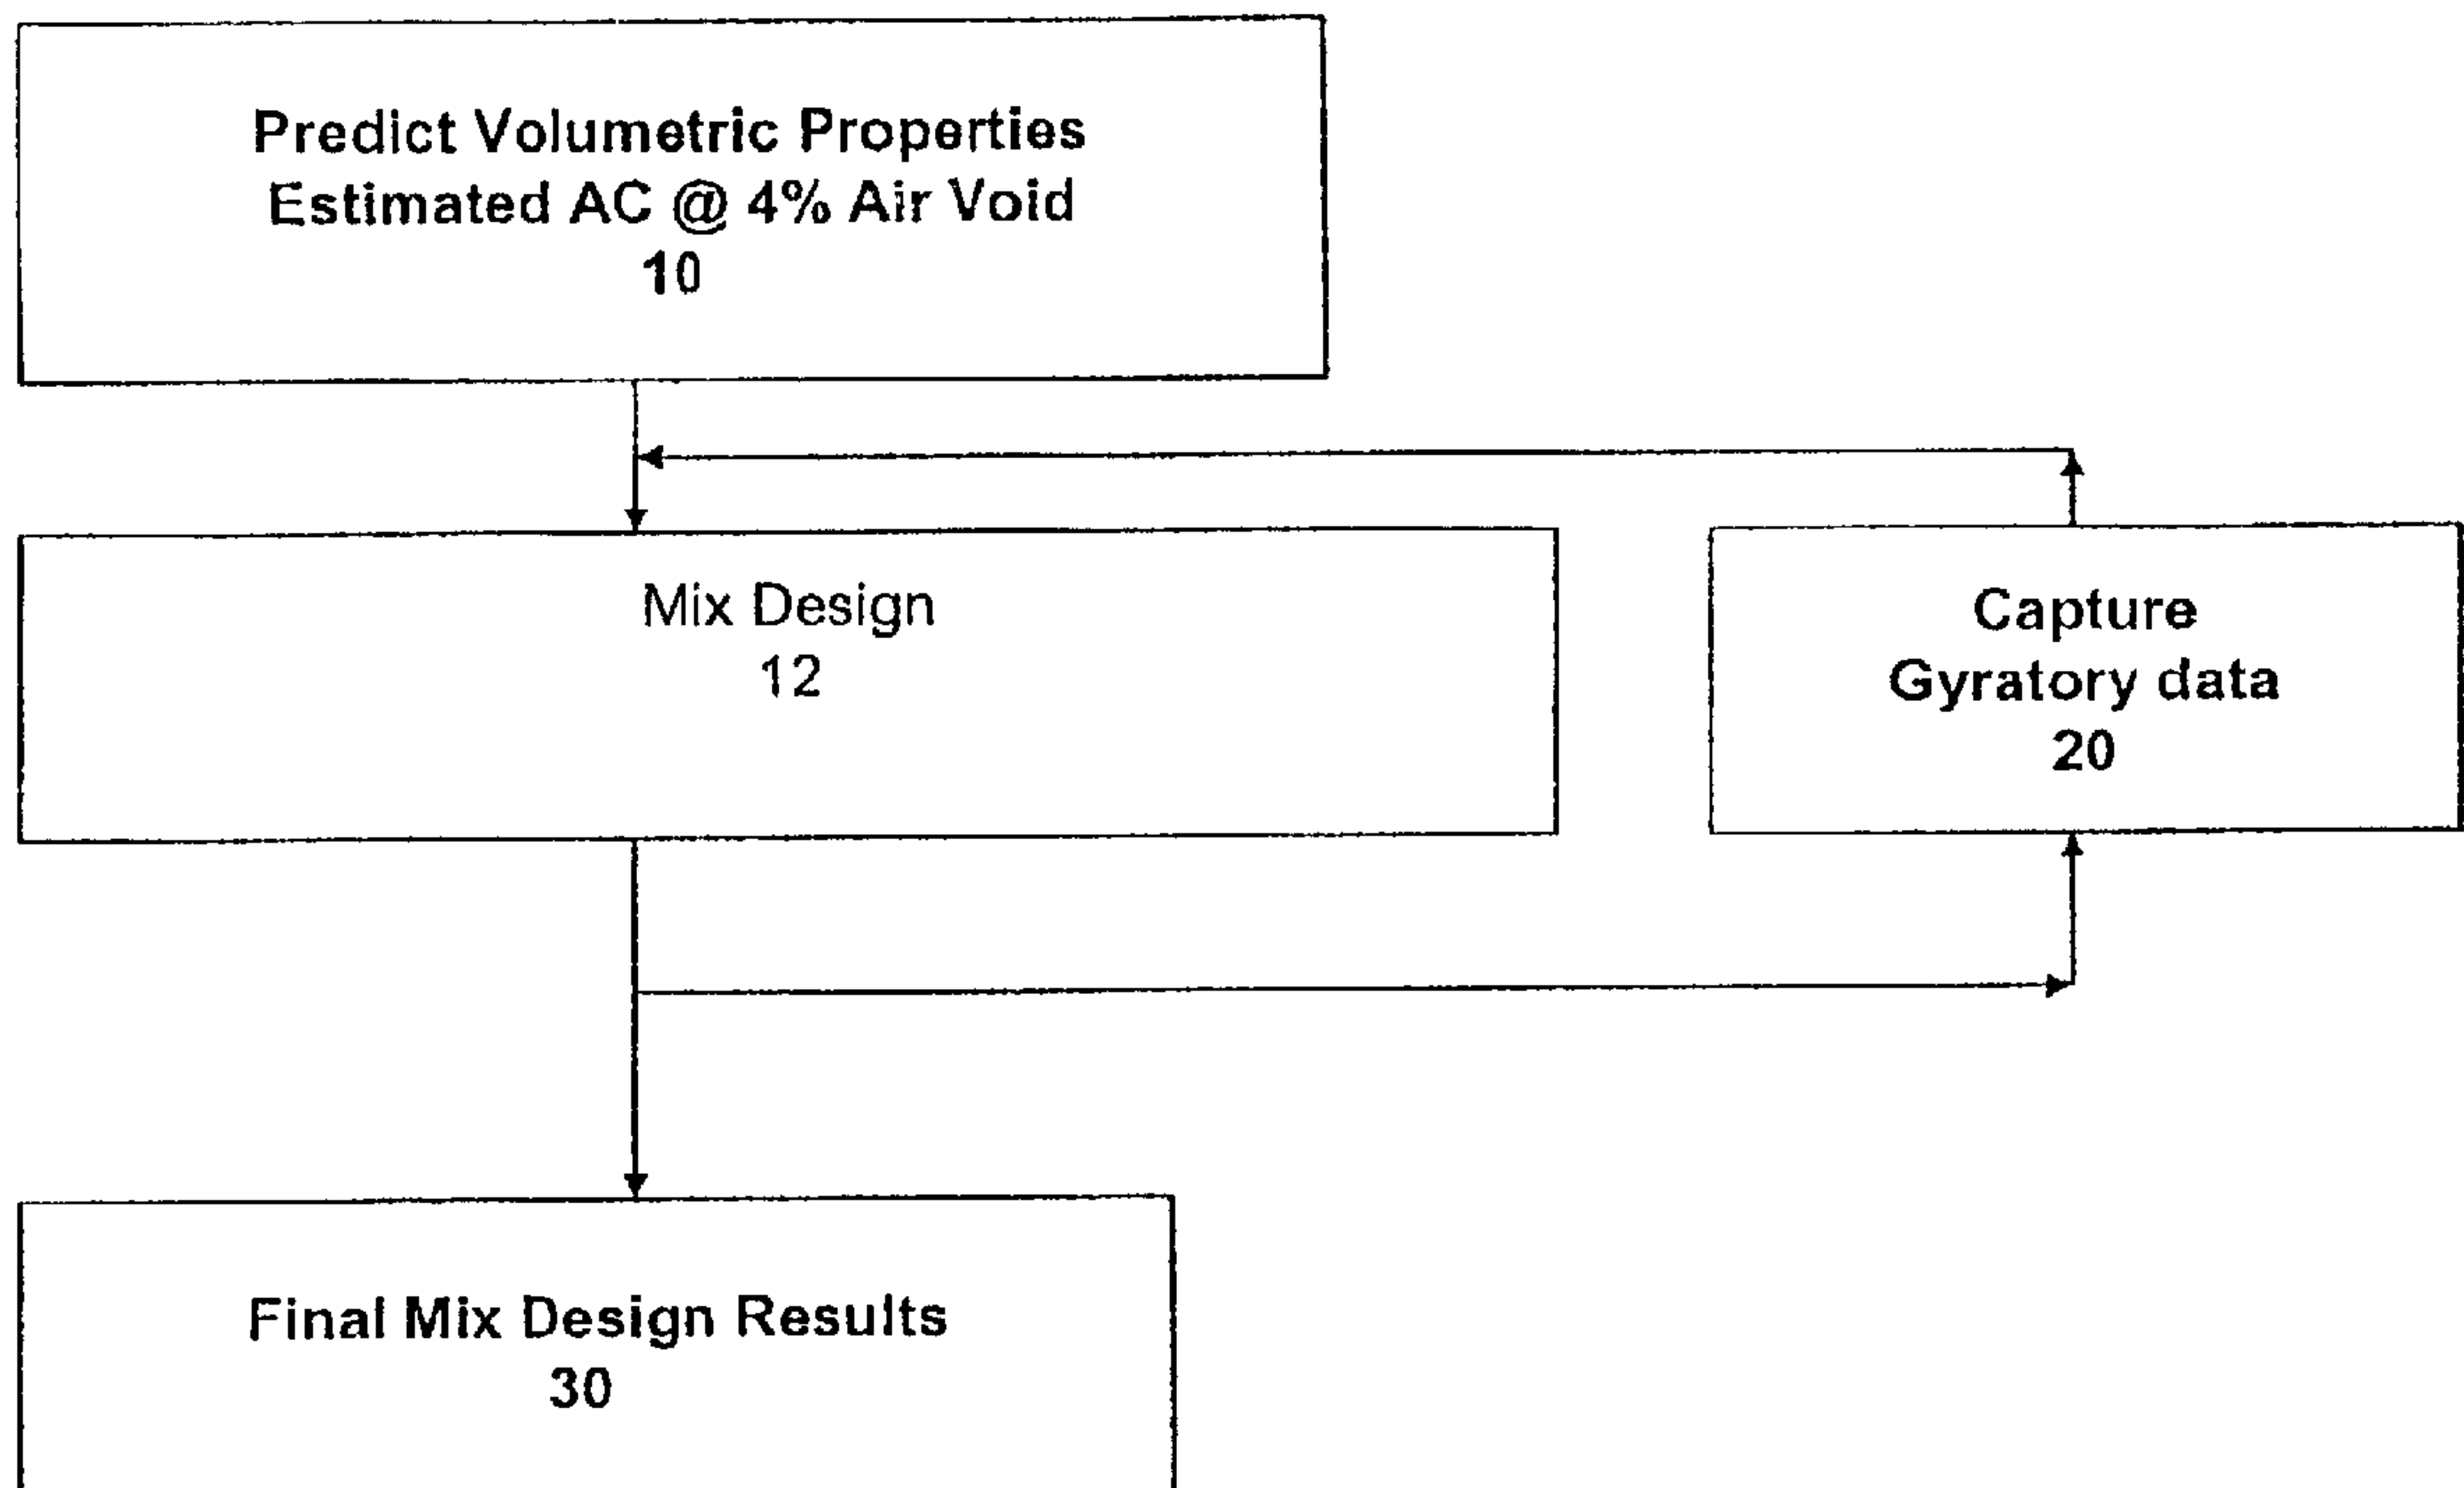 Predict Volumetric Properties
Estimated AC @ 4% Air Void
10
Mix Design
12
Capture
Gyratory data
20
Final Mix Design Results
30